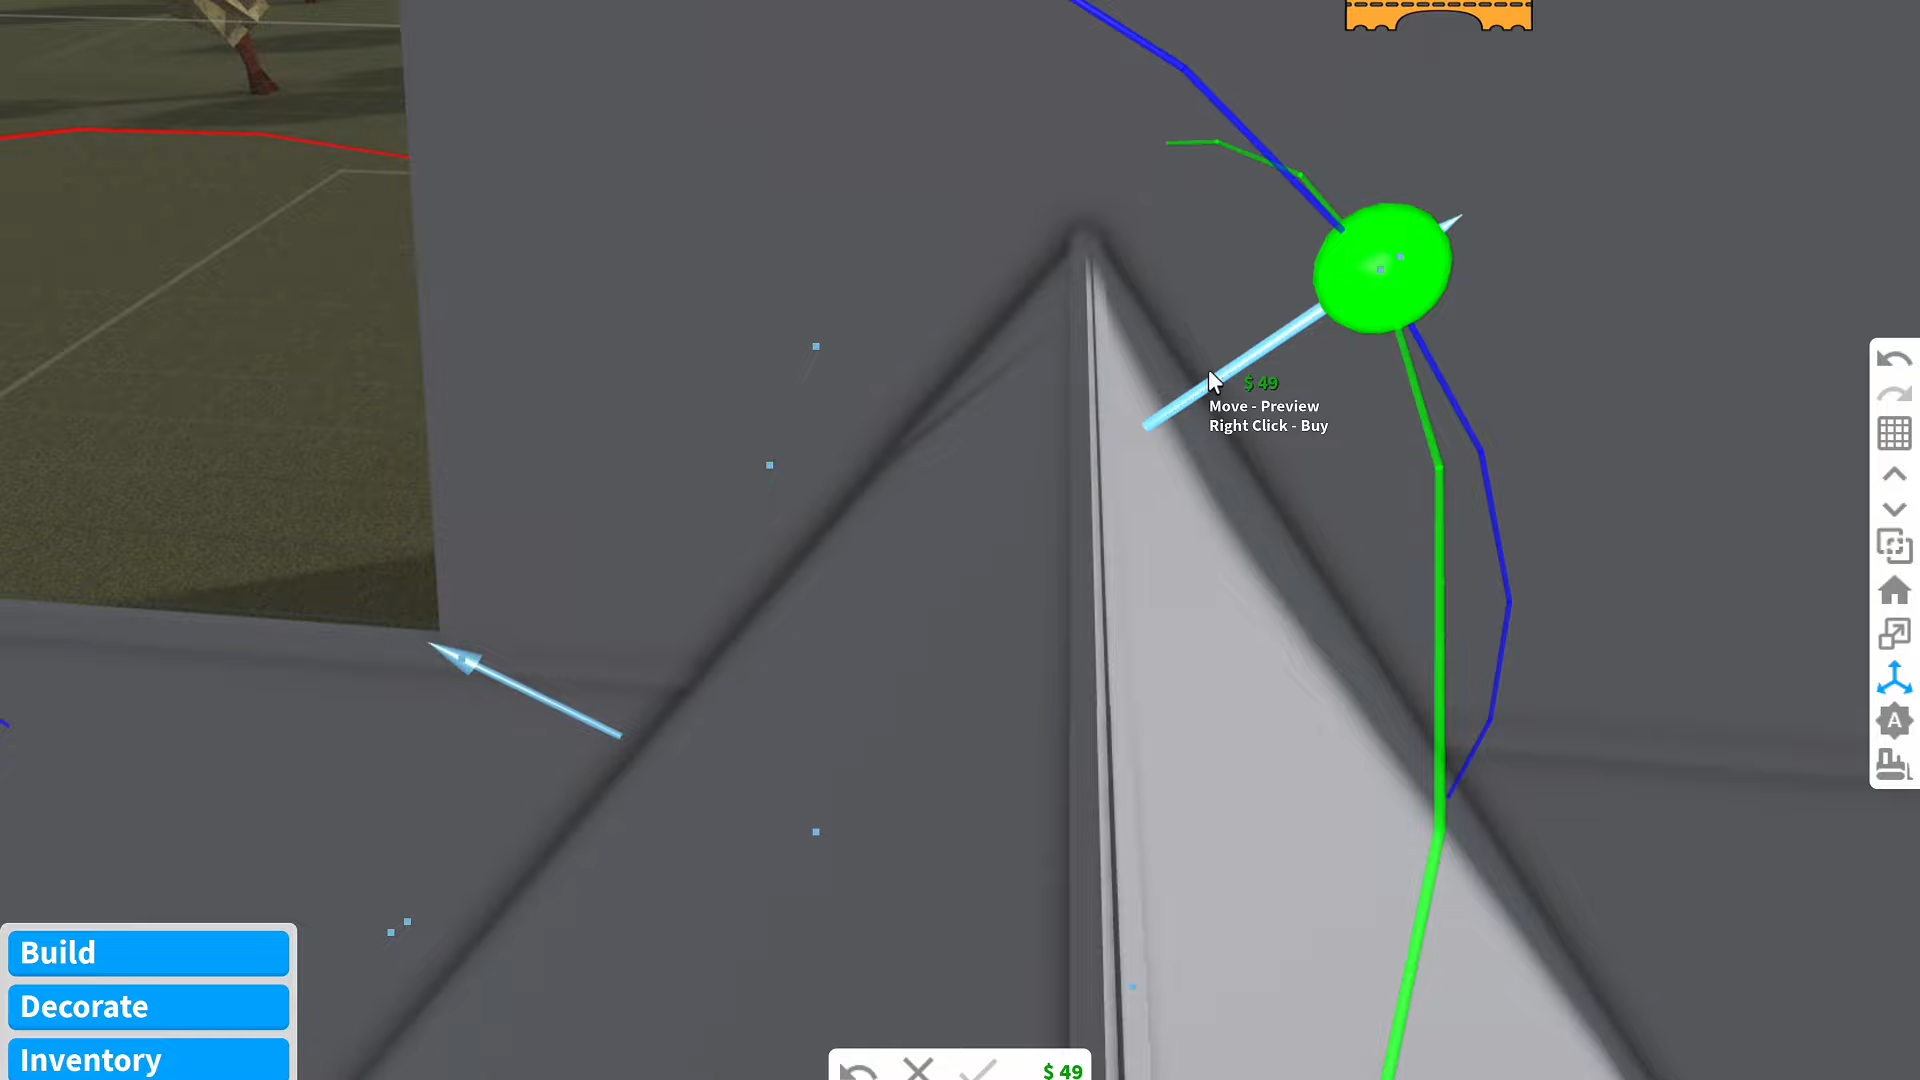 $ 49
Move - Preview
Right Click - Buy
A
Build
Decorate
Inventory
$ 49